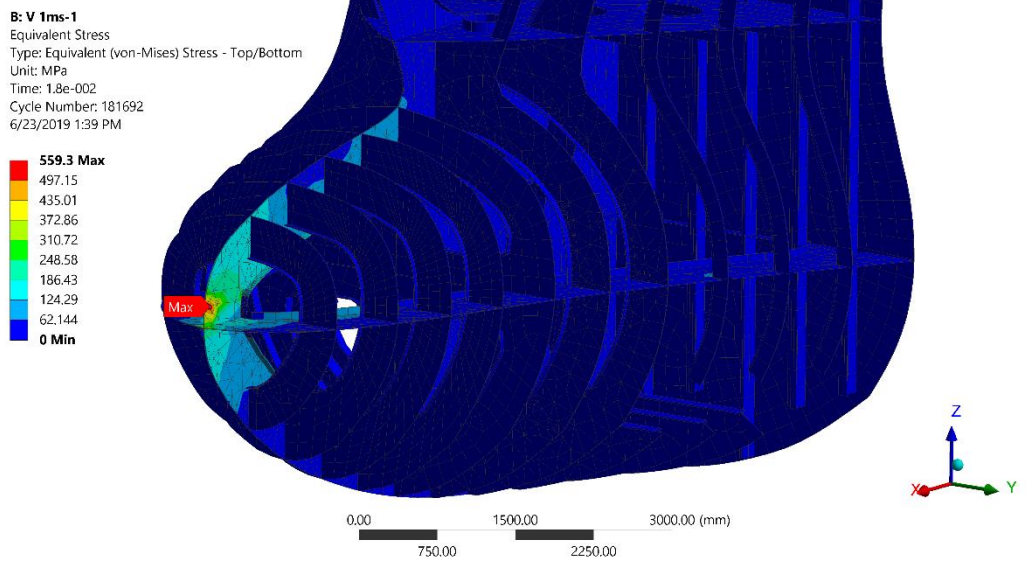 B: V 1ms-1
Equivalent Stress
Type: Equivalent (von-Mises) Stress - Top/Bottom
Unit: MPa
Time: 1.8e-002
Cycle Number: 181692
6/23/2019 1:39 PM
559.3 Max
497.15
435.01
372.86
310.72
248.58
186.43
124.29
62.144
0 Min
Max
Z
X
Y
0.00 1500.00 3000.00 (mm)
750.00 2250.00